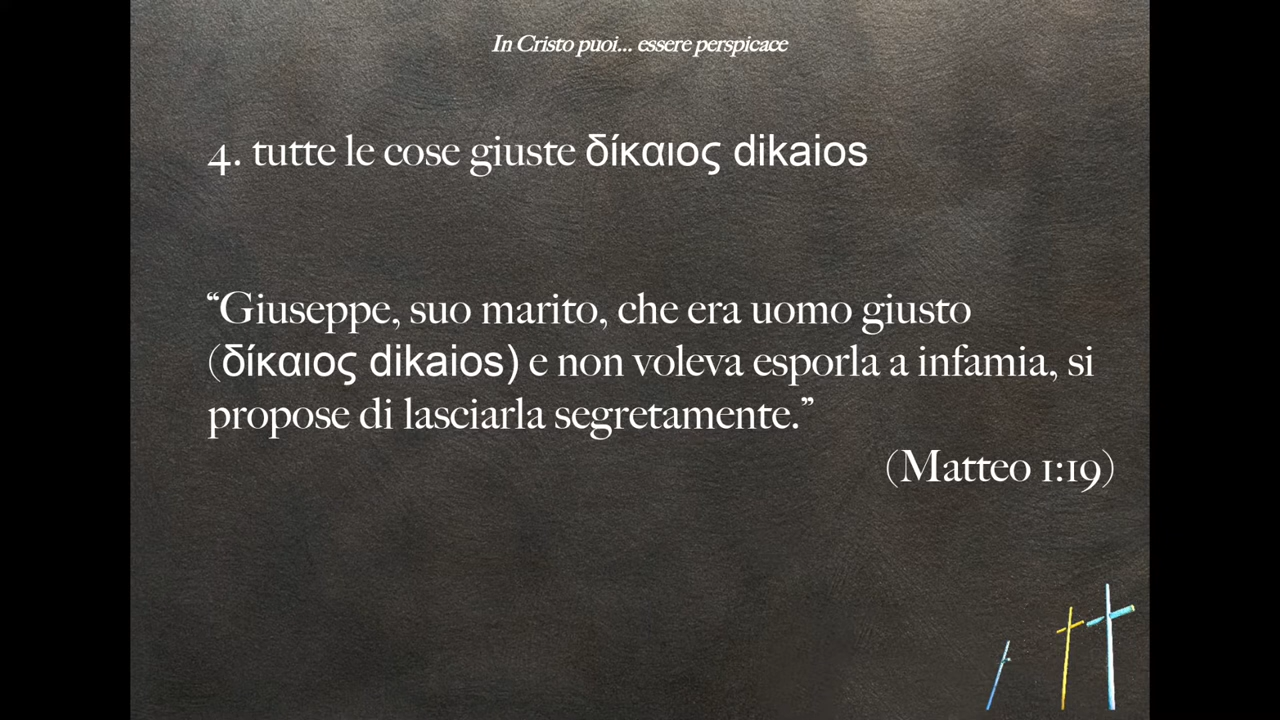 In Cristo puoi... essere perspicace
4. tutte le cose giuste δίκαιος dikaios
“Giuseppe, suo marito, che era uomo giusto
(δίκαιος dikaios) e non voleva esporla a infamia, si
propose di lasciarla segretamente.”
(Matteo 1:19)